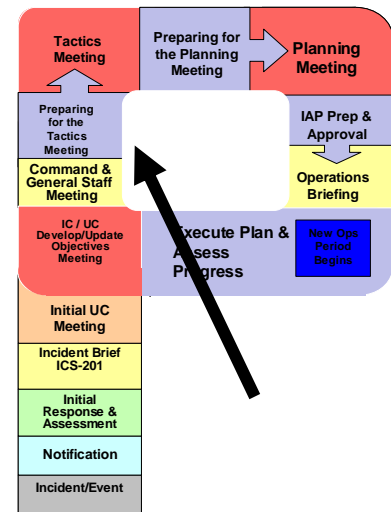 Tactics
Meeting
Preparing for
the Planning
Meeting
Planning
Meeting
Preparing
for the
Tactics
Meeting
IAP Prep &
Approval
Command &
General Staff
Meeting
Operations
Briefing
IC / UC
Develop/Update
Objectives
Meeting
Execute Plan &
Assess
Progress
New Ops
Period
Begins
Initial UC
Meeting
Incident Brief
ICS-201
Initial
Response &
Assessment
Notification
Incident/Event